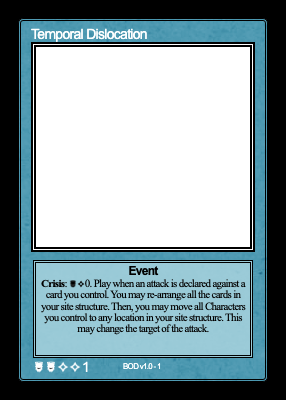 Temporal Dislocation
Event
Crisis: 0. Play when an attack is declared against a
card you control. You may re-arrange all the cards in
your site structure. Then, you may move all Characters
you control to any location in your site structure. This
may change the target of the attack.
1
BOD v1.0 - 1